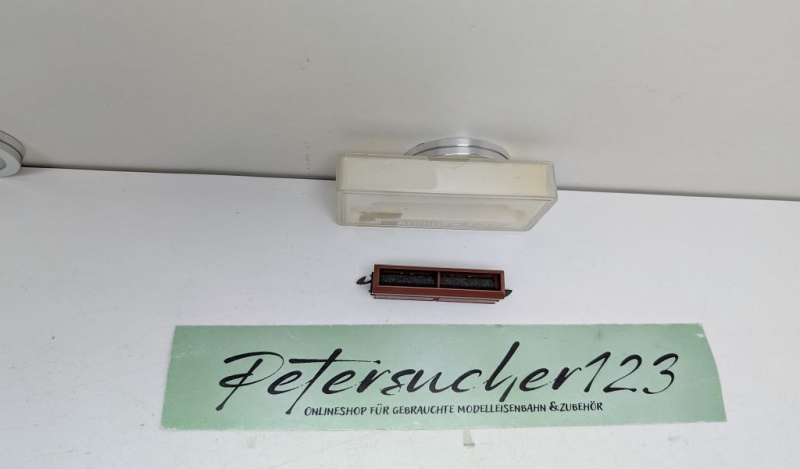 Petersucher123
ONLINESHOP FÜR GEBRAUCHTE MODELLEISENBAHN & ZUBEHÖR